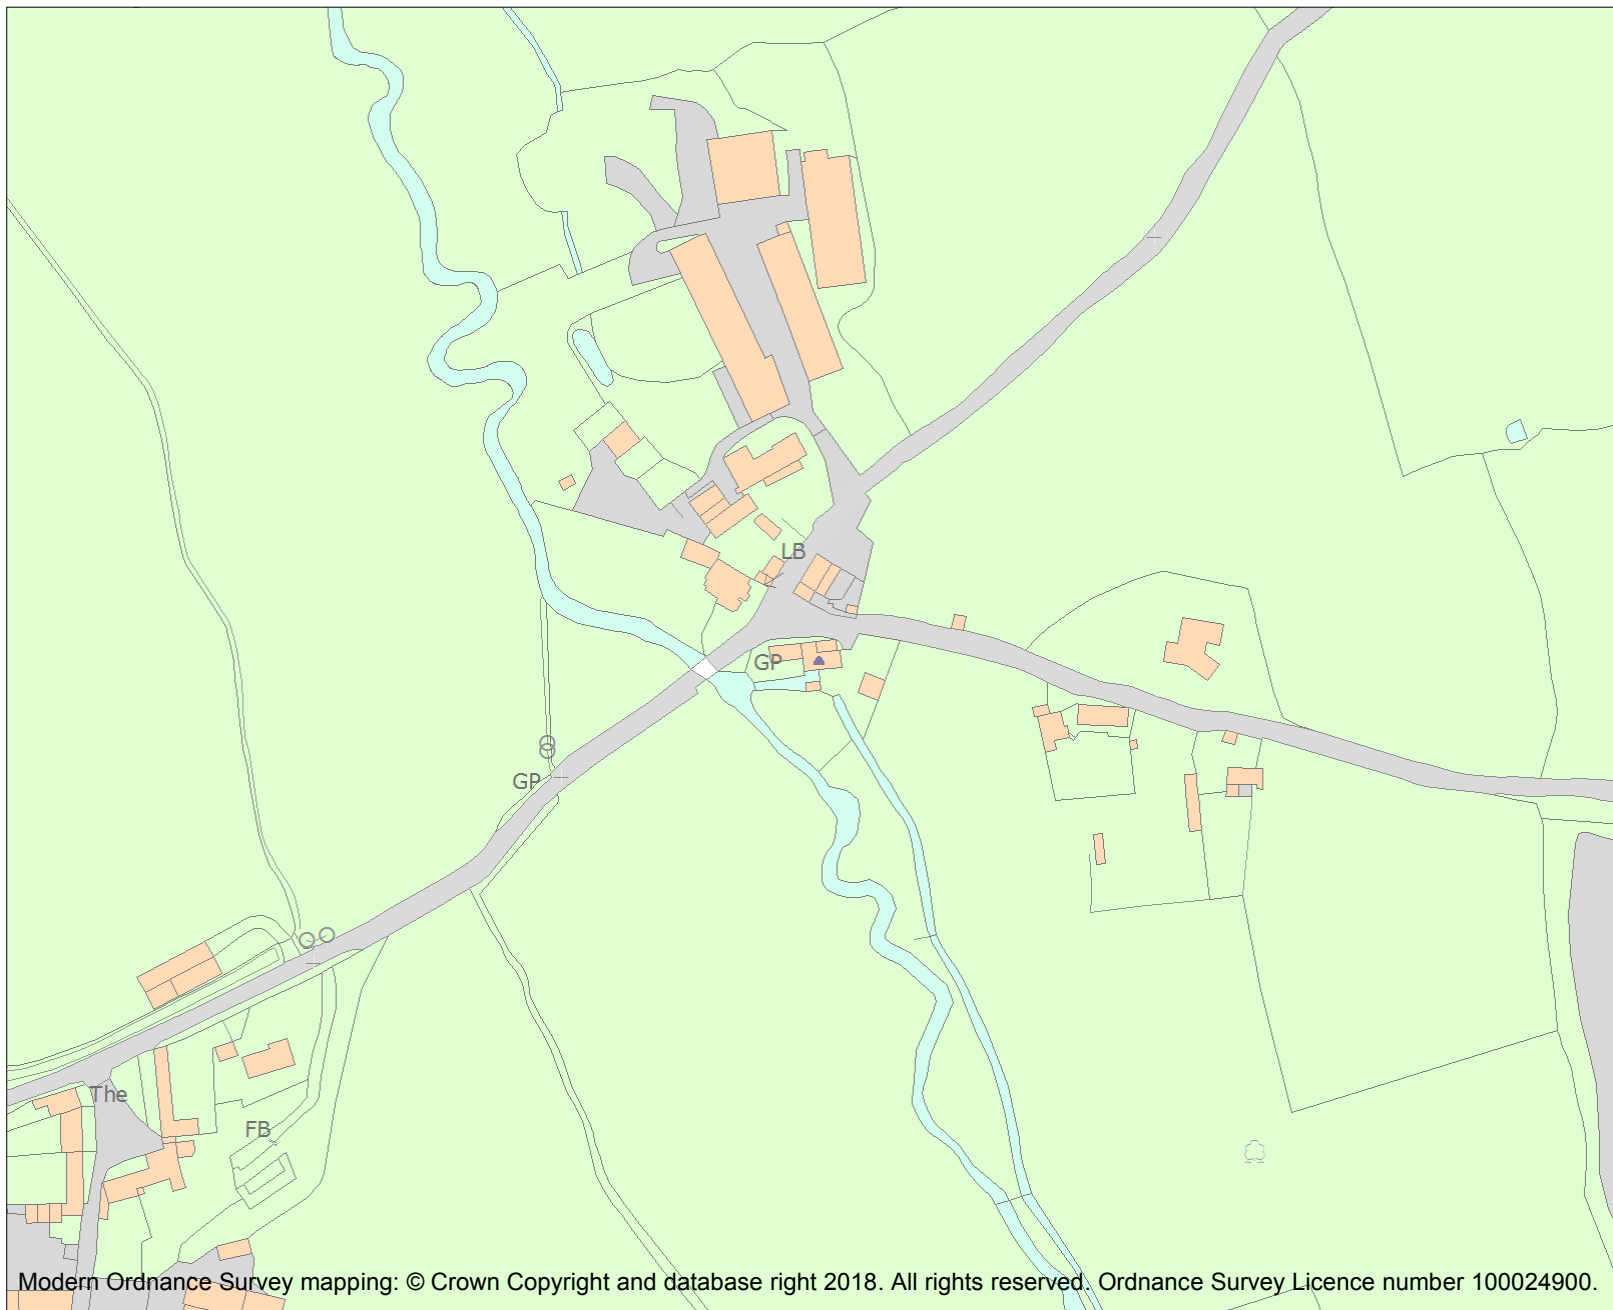 LB
GP
GP
The
FB
Modern Ordnance Survey mapping: © Crown Copyright and database right 2018. All rights reserved. Ordnance Survey Licence number 100024900.